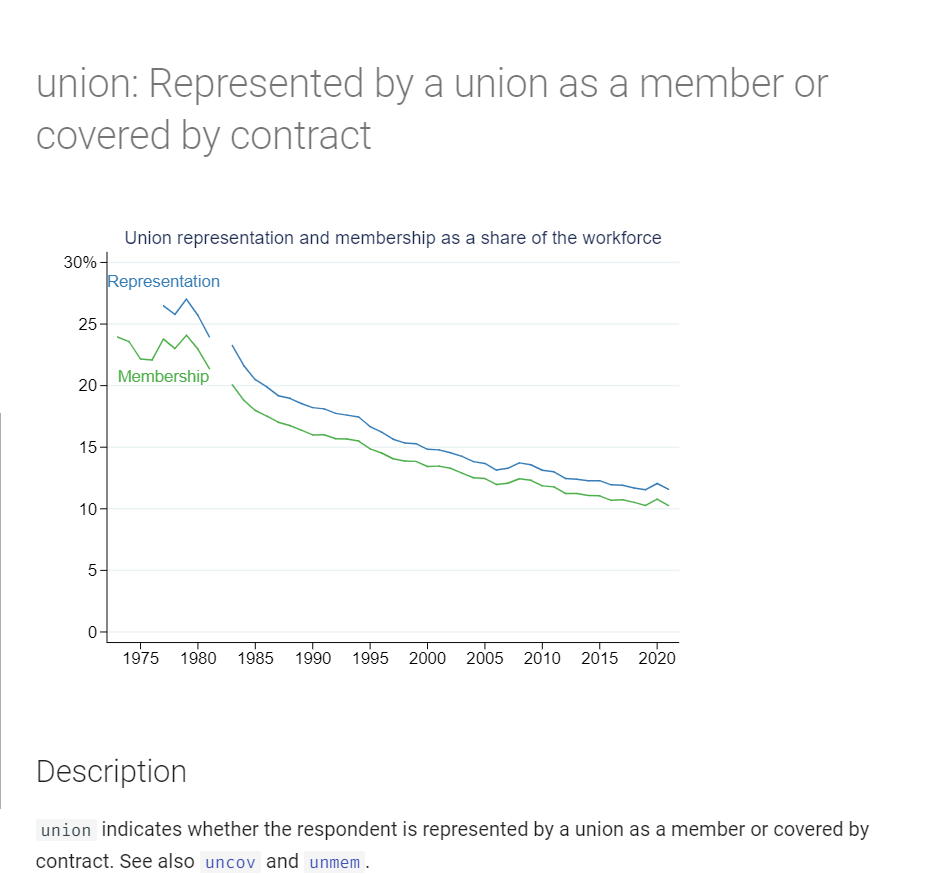 union: Represented by a union as a member or
covered by contract
Union representation and membership as a share of the workforce
30%
Representation
25
Membership
20
15
10
5
0
1975 1980 1985 1990 1995 2000 2005 2010 2015 2020
Description
union indicates whether the respondent is represented by a union as a member or covered by
contract. See also uncov and unmem .